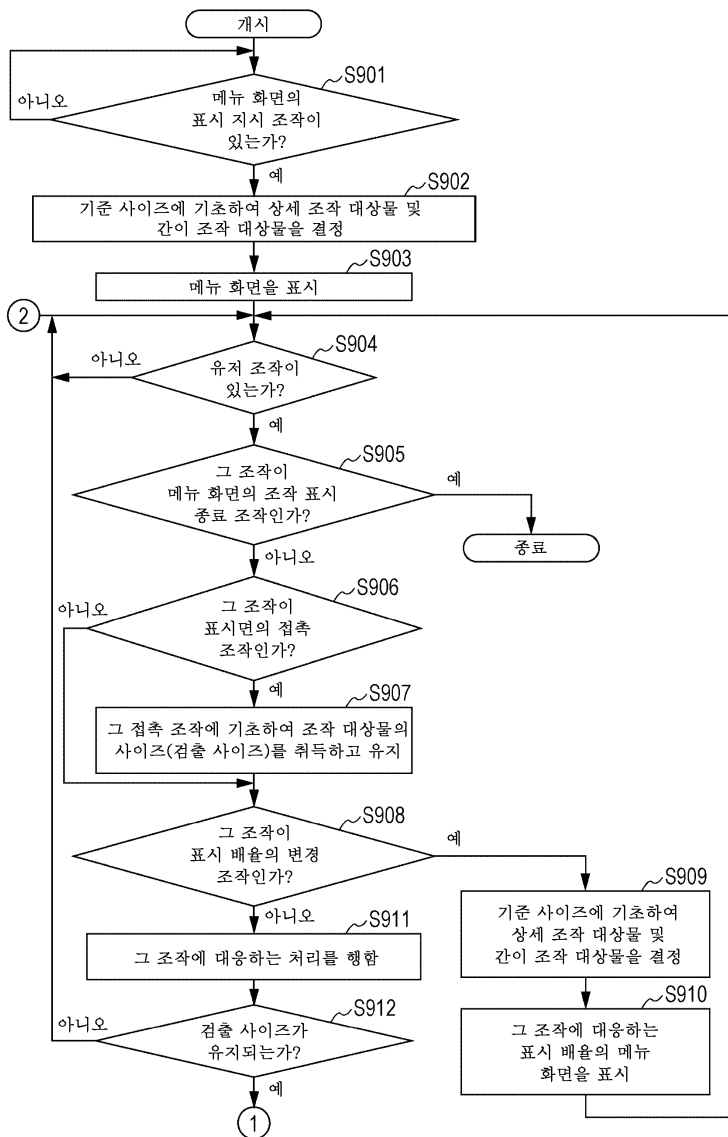 개시
S901
아니오
메뉴 화면의
표시 지시 조작이
있는가?
예
S902
기준 사이즈에 기초하여 상세 조작 대상물 및
간이 조작 대상물을 결정
S903
메뉴 화면을 표시
2
S904
아니오
유저 조작이
있는가?
예
S905
그 조작이
메뉴 화면의 조작 표시
종료 조작인가?
예
종료
아니오
S906
아니오
그 조작이
표시면의 접촉
조작인가?
예
S907
그 접촉 조작에 기초하여 조작 대상물의
사이즈(검출 사이즈)를 취득하고 유지
S908
그 조작이
표시 배율의 변경
조작인가?
예
S909
기준 사이즈에 기초하여
상세 조작 대상물 및
간이 조작 대상물을 결정
아니오
S911
그 조작에 대응하는 처리를 행함
S910
그 조작에 대응하는
표시 배율의 메뉴
화면을 표시
S912
아니오
검출 사이즈가
유지되는가?
예
1